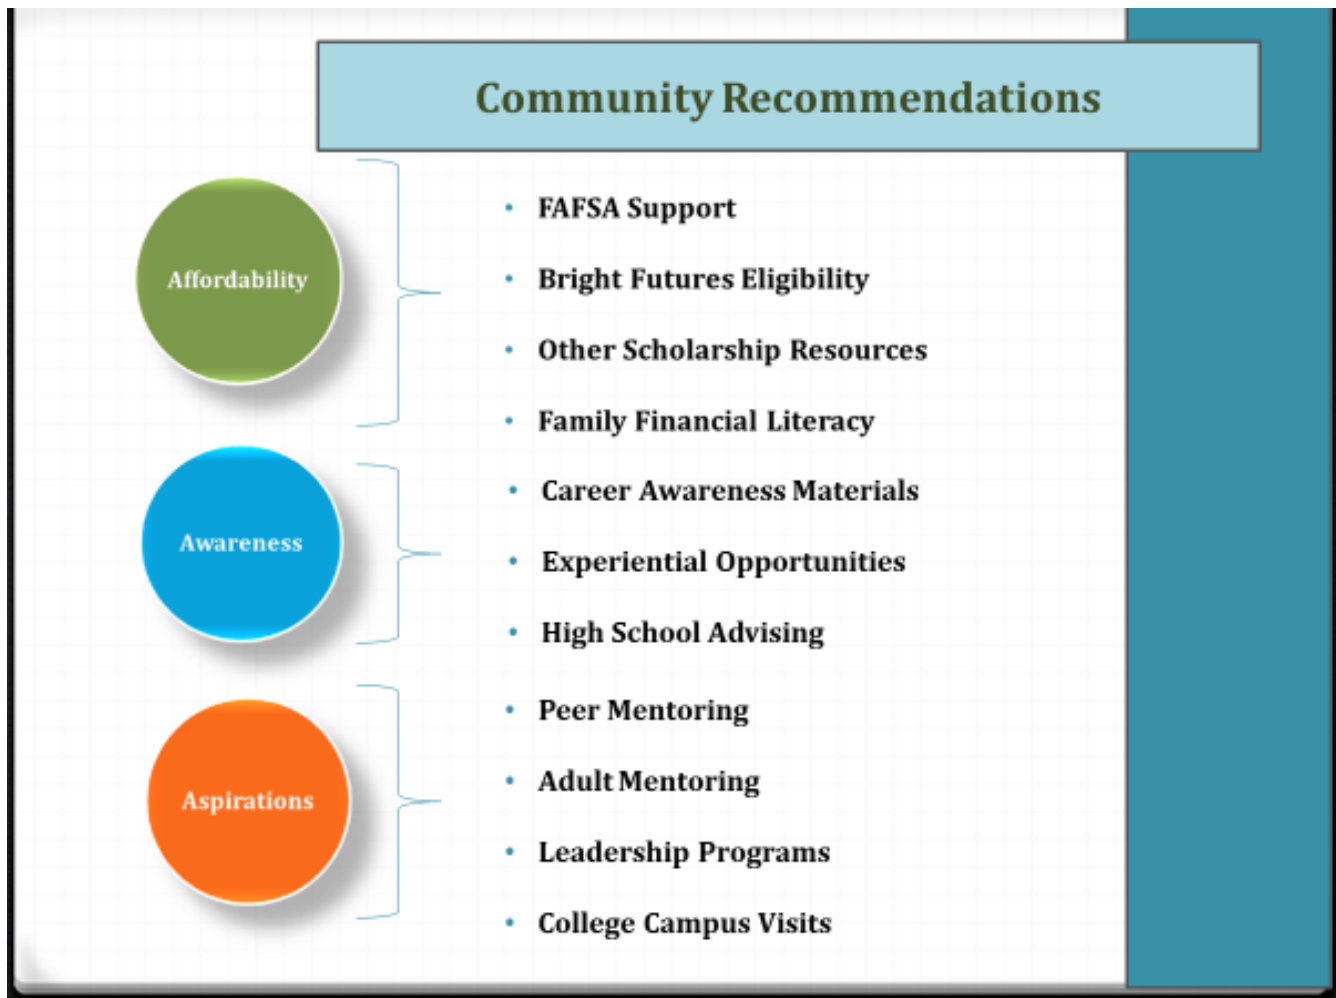 Community Recommendations
Affordability
• FAFSA Support
• Bright Futures Eligibility
• Other Scholarship Resources
• Family Financial Literacy
Awareness
• Career Awareness Materials
• Experiential Opportunities
• High School Advising
Aspirations
• Peer Mentoring
• Adult Mentoring
• Leadership Programs
• College Campus Visits